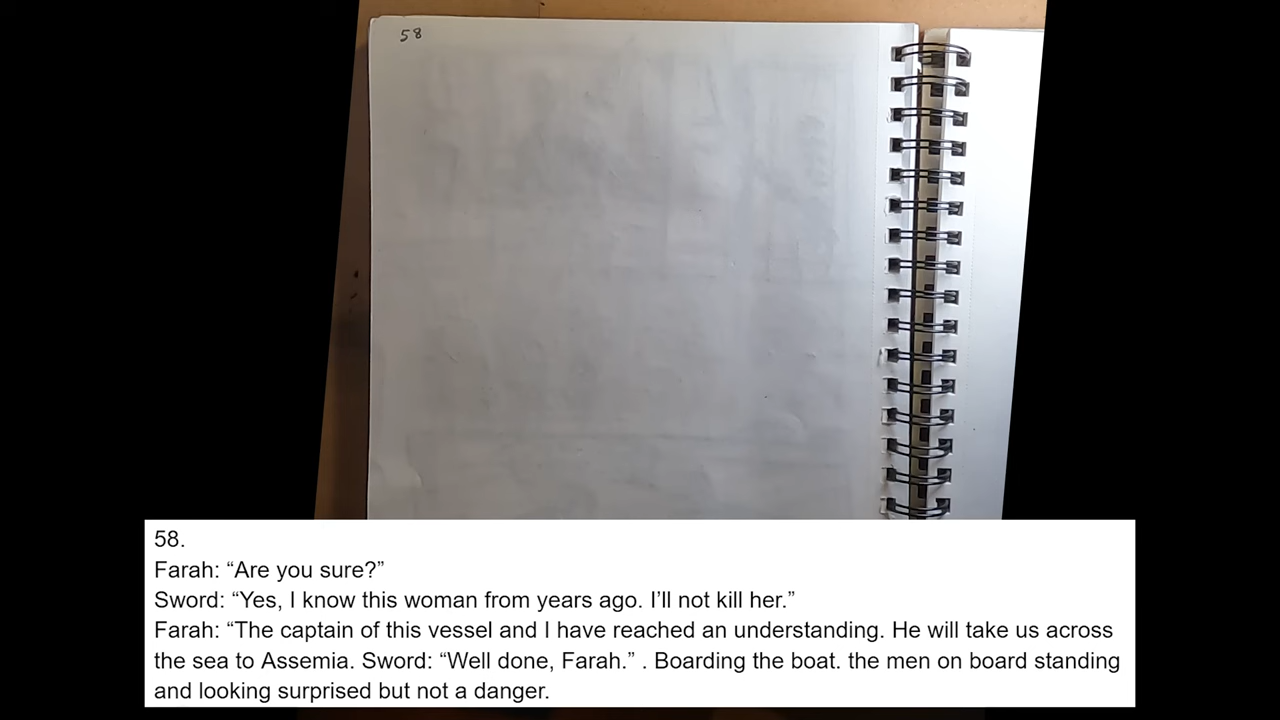 58
58.
Farah: “Are you sure?”
Sword: “Yes, I know this woman from years ago. I’ll not kill her.”
Farah: “The captain of this vessel and I have reached an understanding. He will take us across
the sea to Assemia. Sword: “Well done, Farah.” . Boarding the boat. the men on board standing
and looking surprised but not a danger.